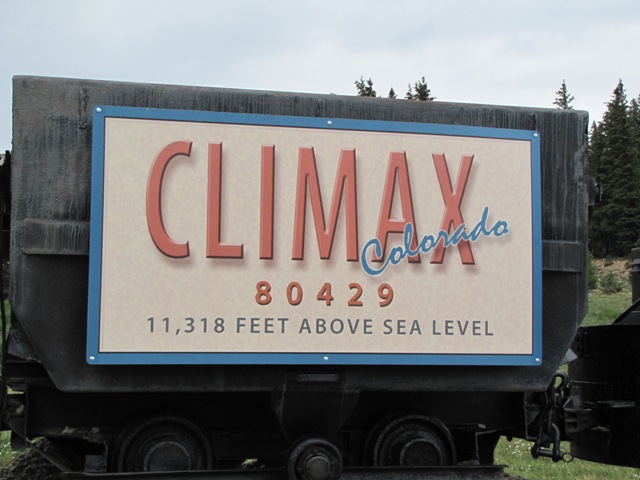 CLIMAX
Colorado
80429
11,318 FEET ABOVE SEA LEVEL